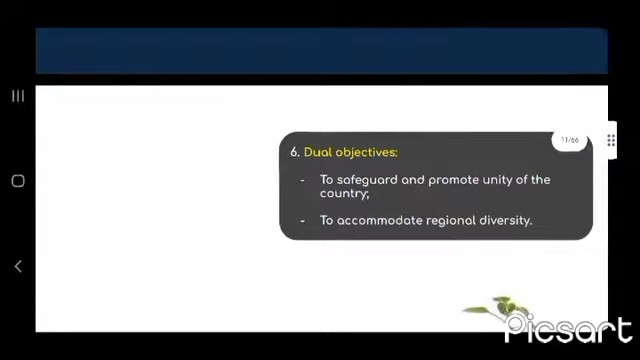 11/66
6. Dual objectives:
- To safeguard and promote unity of the
country;
- To accommodate regional diversity.
Picsart